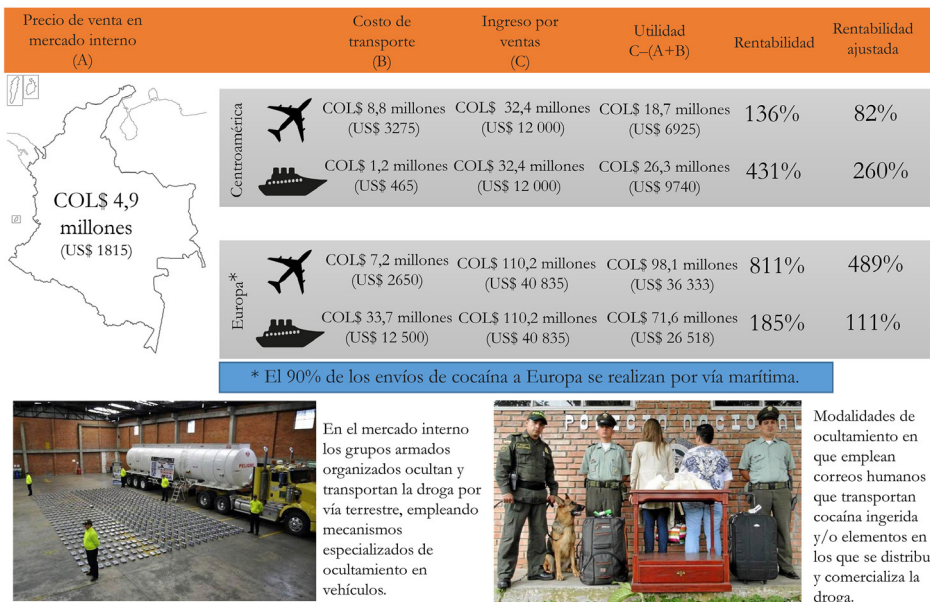 Precio de venta en
mercado interno
(A)
Costo de
transporte
(B)
Ingreso por
ventas
(C)
Utilidad
C–(A+B)
Rentabilidad
Rentabilidad
ajustada
COL$ 4,9
millones
(US$ 1815)
Centroamérica
COL$ 8,8 millones
(US$ 3275)
COL$ 32,4 millones
(US$ 12 000)
COL$ 18,7 millones
(US$ 6925)
136%
82%
COL$ 1,2 millones
(US$ 465)
COL$ 32,4 millones
(US$ 12 000)
COL$ 26,3 millones
(US$ 9740)
431%
260%
Europa*
COL$ 7,2 millones
(US$ 2650)
COL$ 110,2 millones
(US$ 40 835)
COL$ 98,1 millones
(US$ 36 333)
811%
489%
COL$ 33,7 millones
(US$ 12 500)
COL$ 110,2 millones
(US$ 40 835)
COL$ 71,6 millones
(US$ 26 518)
185%
111%
* El 90% de los envíos de cocaína a Europa se realizan por vía marítima.
PELIGRO
En el mercado interno
los grupos armados
organizados ocultan y
transportan la droga por
vía terrestre, empleando
mecanismos
especializados de
ocultamiento en
vehículos.
Modalidades de
ocultamiento en
que emplean
correos humanos
que transportan
cocaína ingerida
y/o elementos en
los que se distribu
y comercializa la
droga.